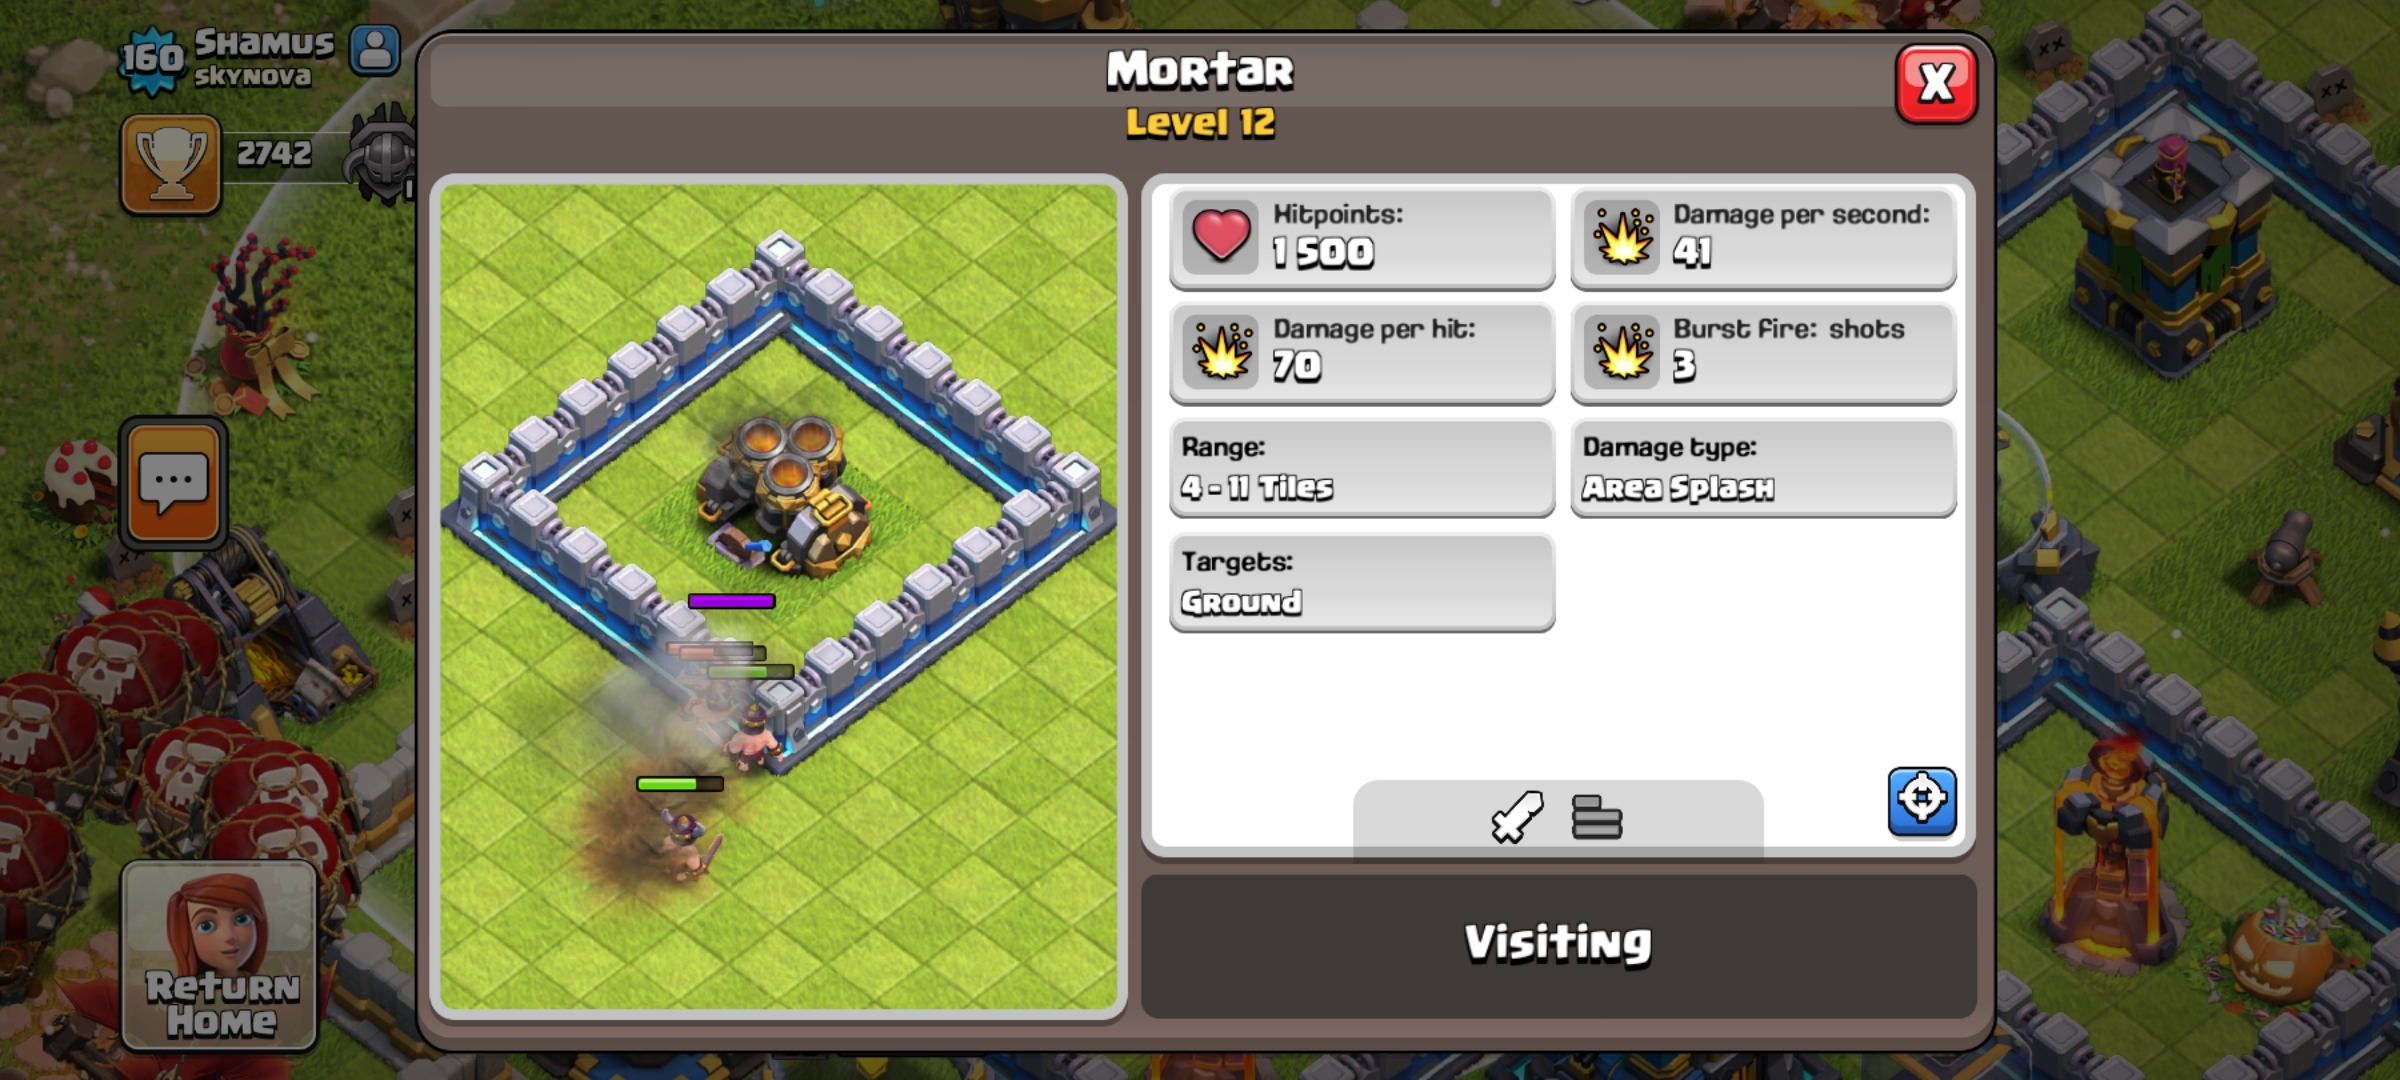 160
Shamus
skynova
2742
Mortar
Level 12
X
Hitpoints:
1 500
Damage per second:
41
Damage per hit:
70
Burst fire: shots
3
Range:
4 - 11 Tiles
Damage type:
Area Splash
Targets:
Ground
Visiting
Return
Home